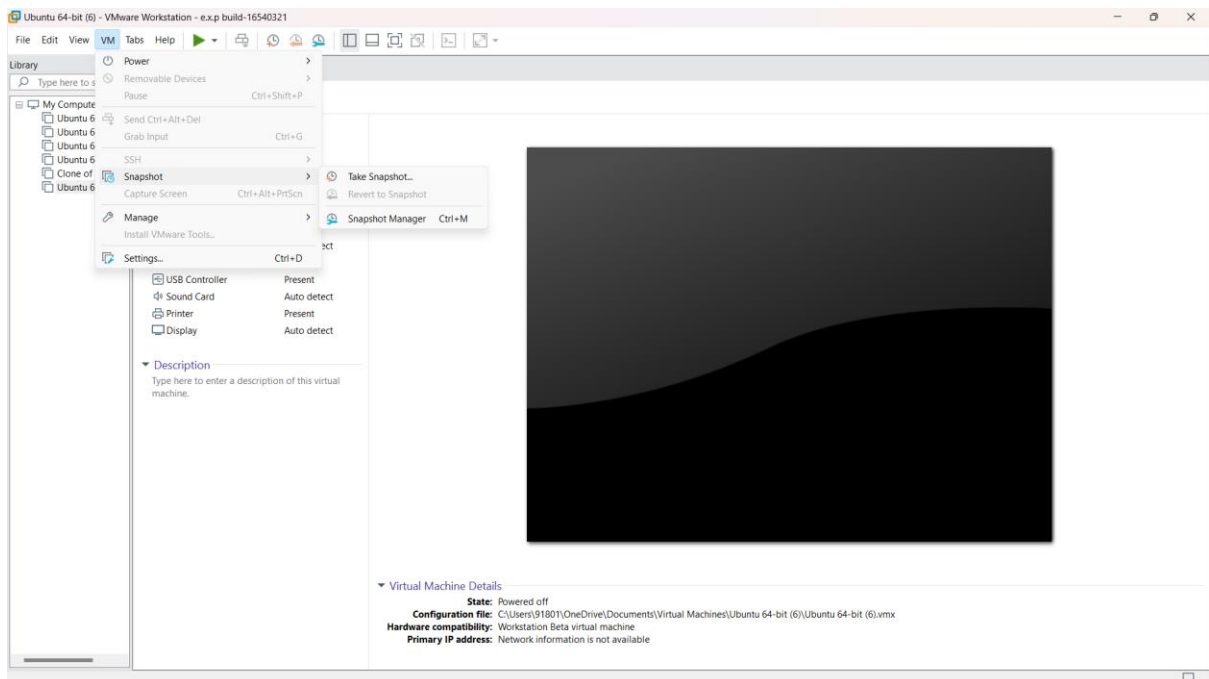 Ubuntu 64-bit (6) - VMware Workstation - e.x.p build-16540321
File Edit View VM Tabs Help
Library
Type here to s
My Compute
Ubuntu 6
Ubuntu 6
Ubuntu 6
Ubuntu 6
Clone of
Ubuntu 6
Power
Removable Devices
Pause Ctrl+Shift+P
Send Ctrl+Alt+Del
Grab Input Ctrl+G
SSH
Snapshot
Capture Screen Ctrl+Alt+PrtScn
Manage
Install VMware Tools...
Settings... Ctrl+D
Take Snapshot...
Revert to Snapshot
Snapshot Manager Ctrl+M
ect
USB Controller Present
Sound Card Auto detect
Printer Present
Display Auto detect
Description
Type here to enter a description of this virtual
machine.
Virtual Machine Details
State: Powered off
Configuration file: C:\Users\91801\OneDrive\Documents\Virtual Machines\Ubuntu 64-bit (6)\Ubuntu 64-bit (6).vmx
Hardware compatibility: Workstation Beta virtual machine
Primary IP address: Network information is not available